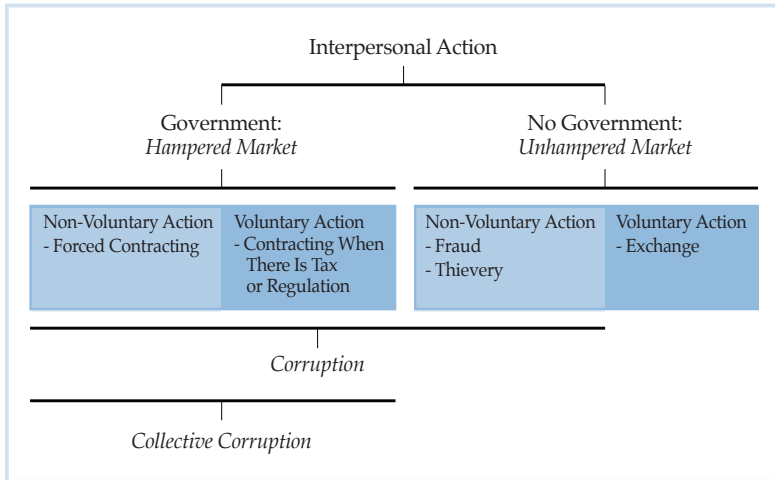 Interpersonal Action
Government:
Hampered Market
No Government:
Unhampered Market
Non-Voluntary Action
- Forced Contracting
Voluntary Action
- Contracting When
There Is Tax
or Regulation
Non-Voluntary Action
- Fraud
- Thievery
Voluntary Action
- Exchange
Corruption
Collective Corruption